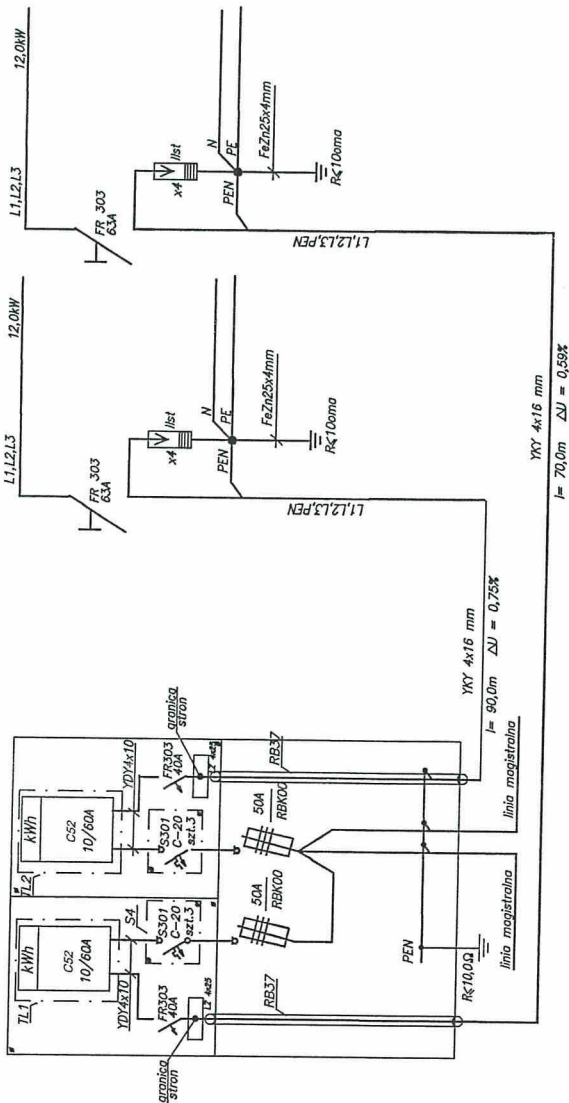 L1,L2,L3
12,0kW
FR 303
63A
x4
Iist
N
PE
PEN
FeZn25x4mm
R≤10oma
L1,L2,L3,PEN
L1,L2,L3
12,0kW
FR 303
63A
x4
Iist
N
PE
PEN
FeZn25x4mm
R≤10oma
L1,L2,L3,PEN
YKY 4x16 mm
l= 70,0m ΔU = 0,59%
YKY 4x16 mm
l= 90,0m ΔU = 0,75%
TL1
kWh
C52
10/60A
YDY4x10
S4
S301
C-20
szt.3
FR303
40A
granica
stron
LZ 4x25
TL2
kWh
C52
10/60A
YDY4x10
S301
C-20
szt.3
FR303
40A
granica
stron
LZ 4x25
50A
RBK00
50A
RBK00
RB37
RB37
PEN
R≤10,0Ω
linia magistralna
linia magistralna